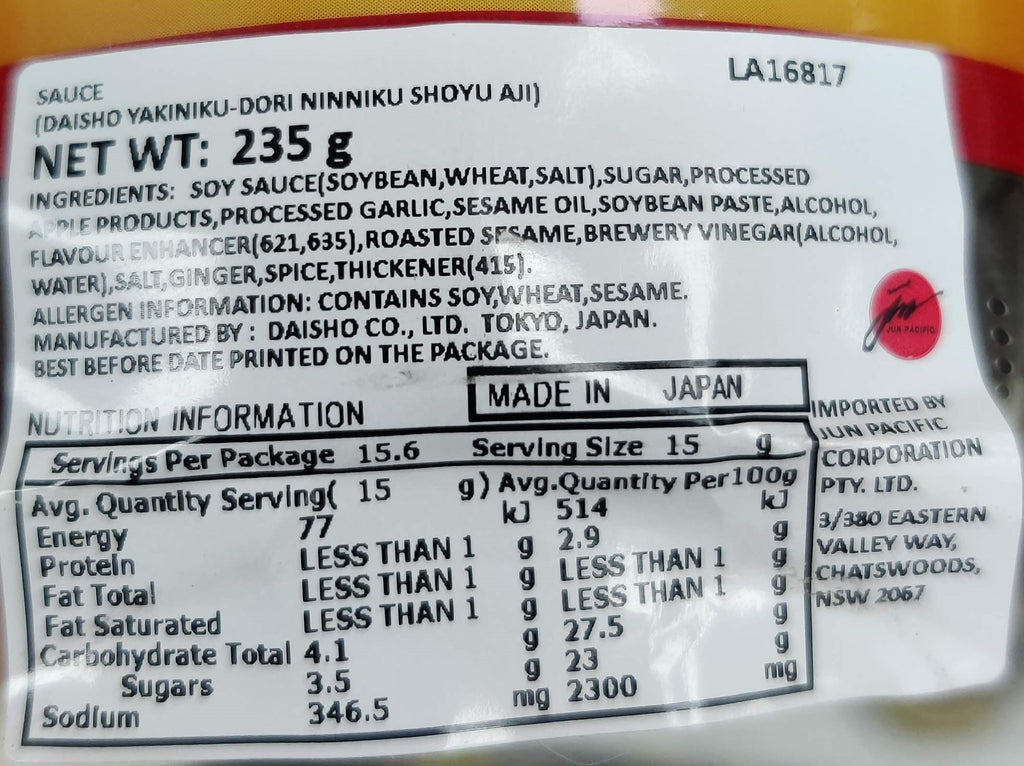 LA16817
SAUCE
(DAISHO YAKINIKU-DORI NINNIKU SHOYU AJI)
NET WT: 235 g
INGREDIENTS: SOY SAUCE(SOYBEAN,WHEAT,SALT),SUGAR,PROCESSED
APPLE PRODUCTS,PROCESSED GARLIC,SESAME OIL,SOYBEAN PASTE,ALCOHOL,
FLAVOUR ENHANCER(621,635),ROASTED SESAME,BREWERY VINEGAR(ALCOHOL,
WATER),SALT,GINGER,SPICE,THICKENER(415).
ALLERGEN INFORMATION: CONTAINS SOY,WHEAT,SESAME.
MANUFACTURED BY : DAISHO CO., LTD. TOKYO, JAPAN.
BEST BEFORE DATE PRINTED ON THE PACKAGE.
JUN PACIFIC
MADE IN JAPAN
NUTRITION INFORMATION
Servings Per Package 15.6 Serving Size 15 g
Avg. Quantity Serving( 15 g) Avg.Quantity Per100g
Energy 77 kJ 514 kJ
Protein LESS THAN 1 g 2.9 g
Fat Total LESS THAN 1 g LESS THAN 1 g
Fat Saturated LESS THAN 1 g LESS THAN 1 g
Carbohydrate Total 4.1 g 27.5 g
Sugars 3.5 g 23 g
Sodium 346.5 mg 2300 mg
IMPORTED BY
JUN PACIFIC
CORPORATION
PTY. LTD.
3/380 EASTERN
VALLEY WAY,
CHATSWOODS,
NSW 2067